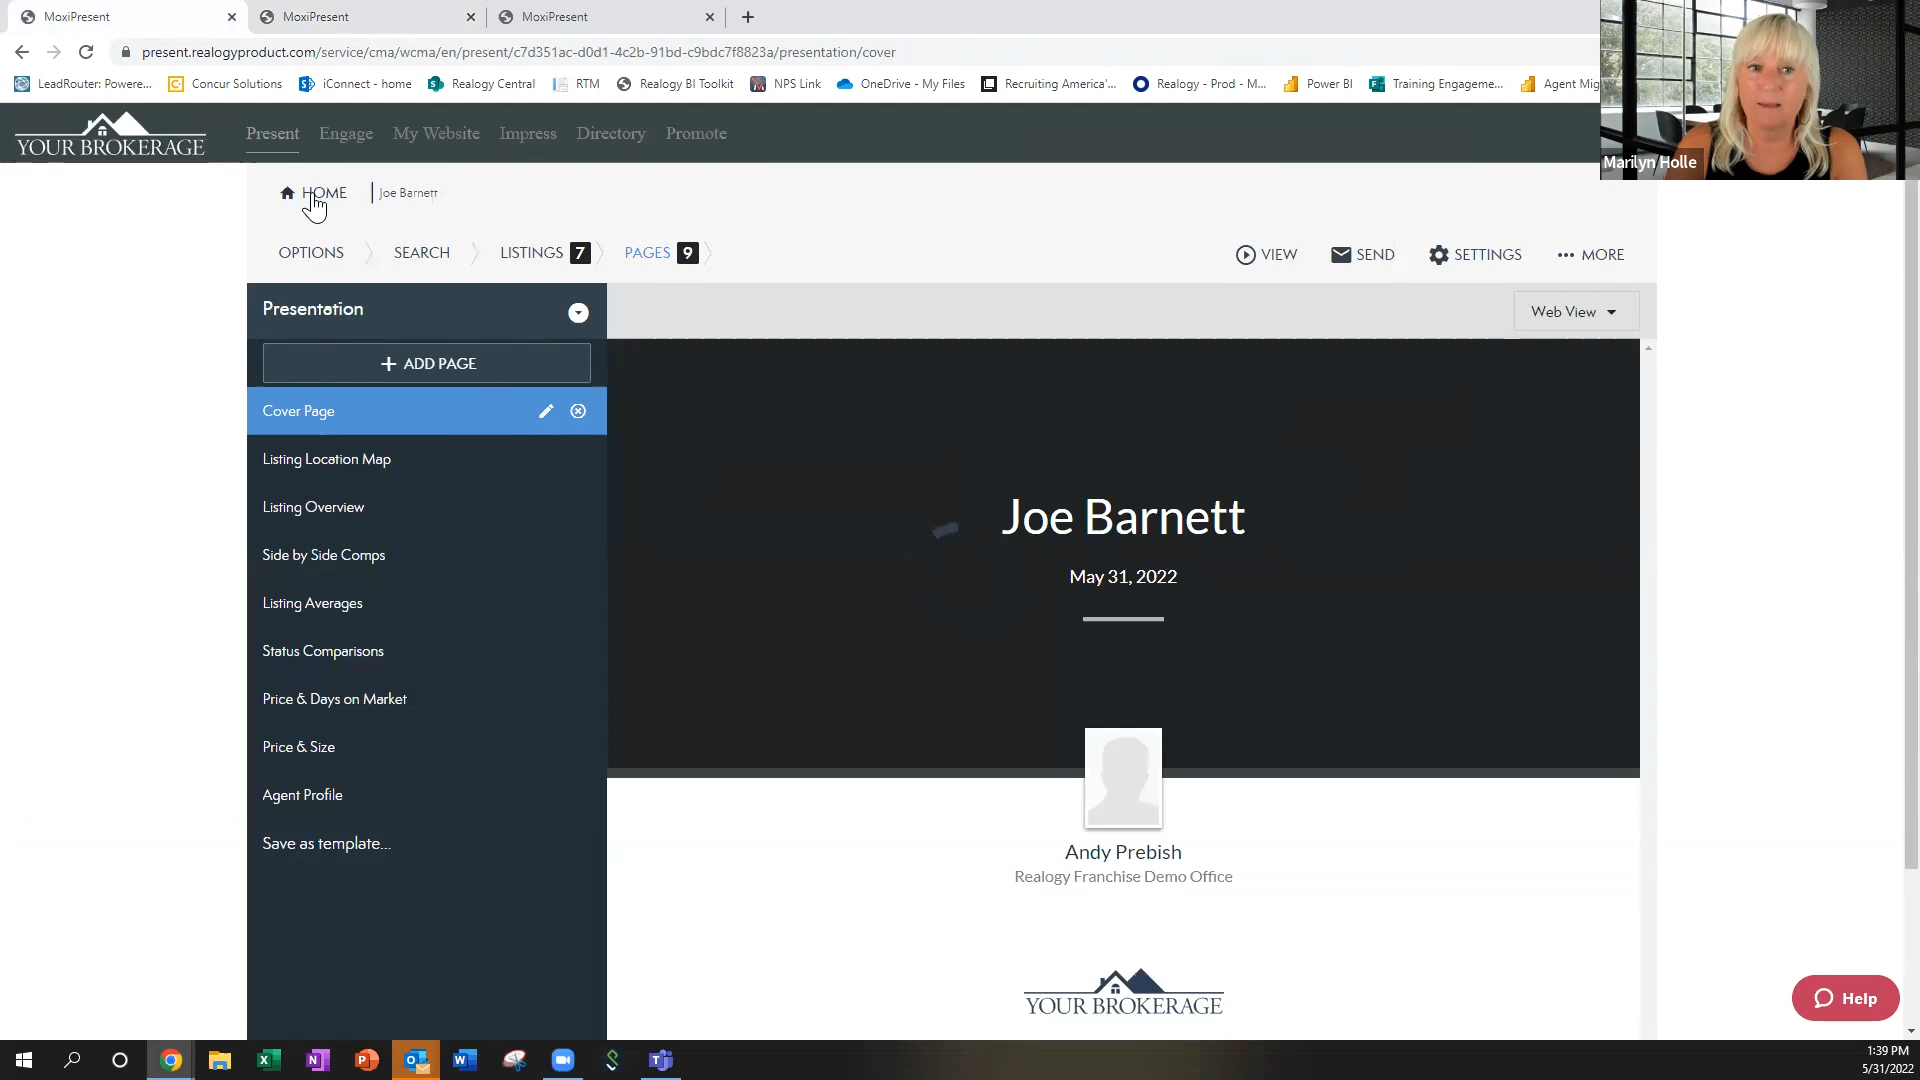 MoxiPresent
MoxiPresent
MoxiPresent
present.realogyproduct.com/service/cma/wcma/en/present/c7d351ac-d0d1-4c2b-91bd-c9bdc7f8823a/presentation/cover
LeadRouter: Powere... Concur Solutions iConnect - home Realogy Central RTM Realogy BI Toolkit NPS Link OneDrive - My Files Recruiting America'... Realogy - Prod - M... Power BI Training Engageme... Agent Mig
YOUR BROKERAGE
Present Engage My Website Impress Directory Promote
Marilyn Holle
HOME Joe Barnett
OPTIONS SEARCH LISTINGS 7 PAGES 9
VIEW SEND SETTINGS MORE
Presentation
Web View
ADD PAGE
Cover Page
Listing Location Map
Listing Overview
Side by Side Comps
Listing Averages
Status Comparisons
Price & Days on Market
Price & Size
Agent Profile
Save as template...
Joe Barnett
May 31, 2022
Andy Prebish
Realogy Franchise Demo Office
YOUR BROKERAGE
Help
1:39 PM
5/31/2022